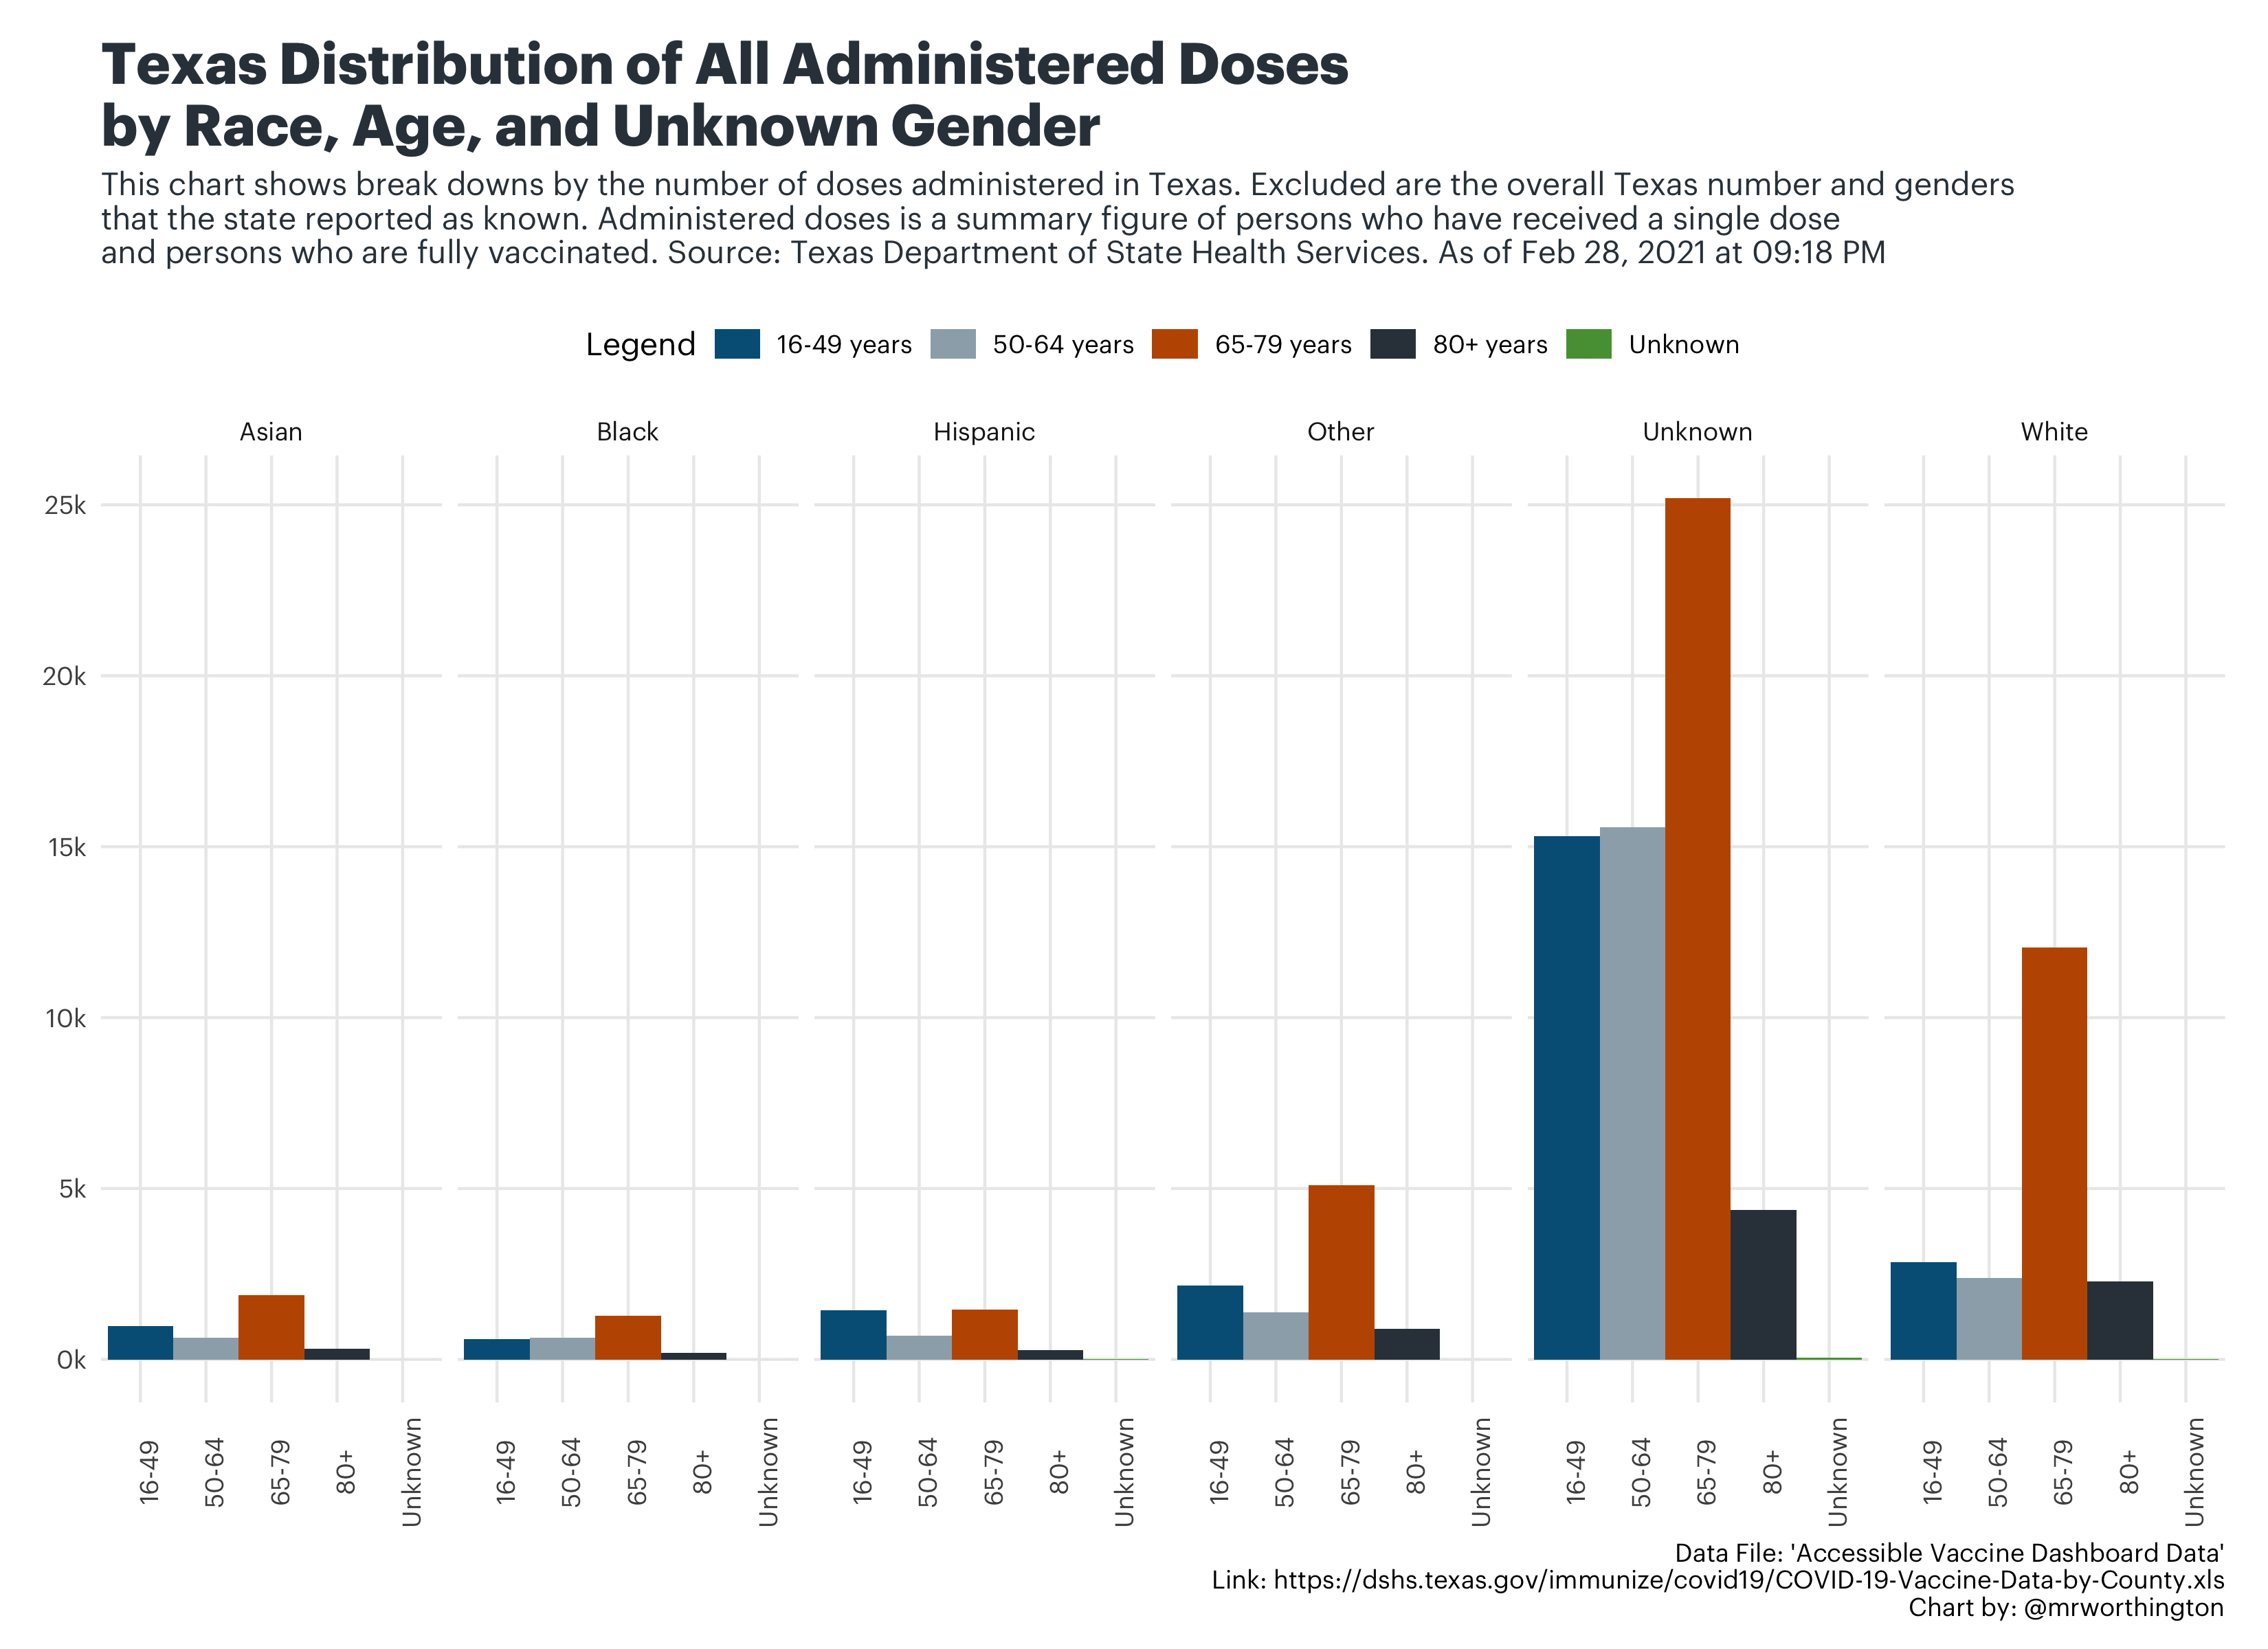 Texas Distribution of All Administered Doses
by Race, Age, and Unknown Gender
This chart shows break downs by the number of doses administered in Texas. Excluded are the overall Texas number and genders
that the state reported as known. Administered doses is a summary figure of persons who have received a single dose
and persons who are fully vaccinated. Source: Texas Department of State Health Services. As of Feb 28, 2021 at 09:18 PM
Legend 16-49 years 50-64 years 65-79 years 80+ years Unknown
Asian Black Hispanic Other Unknown White
25k
20k
15k
10k
5k
0k
16-49 50-64 65-79 80+ Unknown 16-49 50-64 65-79 80+ Unknown 16-49 50-64 65-79 80+ Unknown 16-49 50-64 65-79 80+ Unknown 16-49 50-64 65-79 80+ Unknown 16-49 50-64 65-79 80+ Unknown
Data File: 'Accessible Vaccine Dashboard Data'
Link: https://dshs.texas.gov/immunize/covid19/COVID-19-Vaccine-Data-by-County.xls
Chart by: @mrworthington